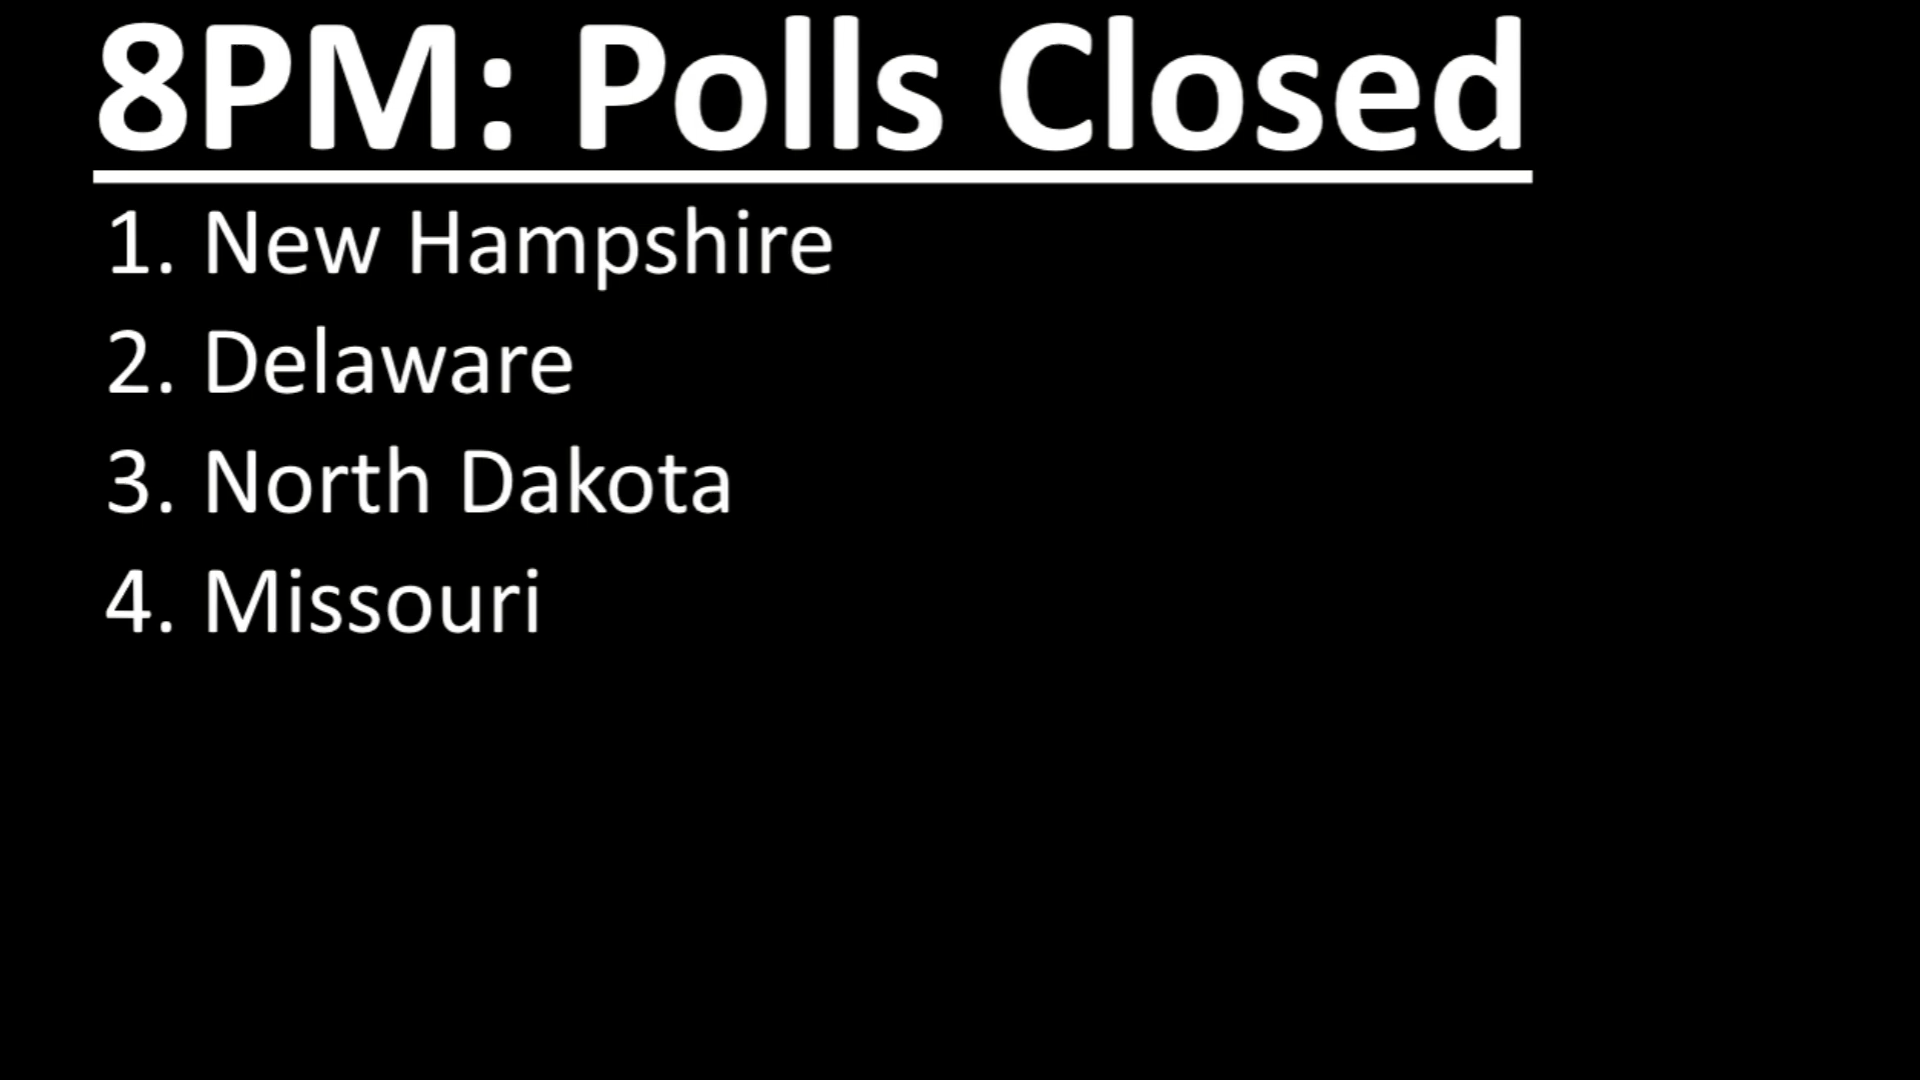 8PM: Polls Closed
1. New Hampshire
2. Delaware
3. North Dakota
4. Missouri